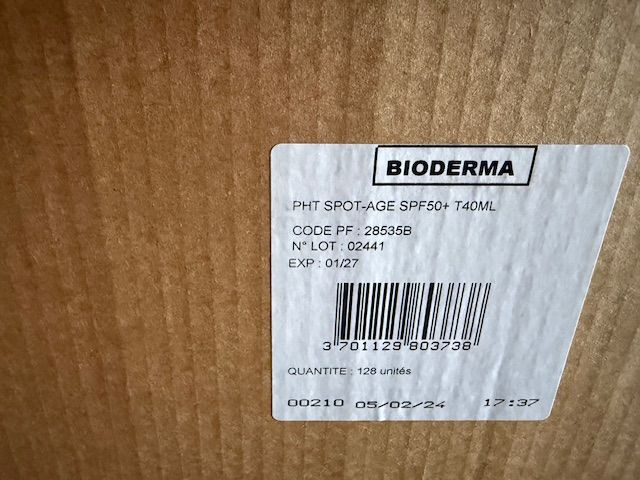 BIODERMA
PHT SPOT-AGE SPF50+ T40ML
CODE PF : 28535B
N° LOT : 02441
EXP : 01/27
3 701129 803738
QUANTITE : 128 unités
00210 05/02/24 17:37